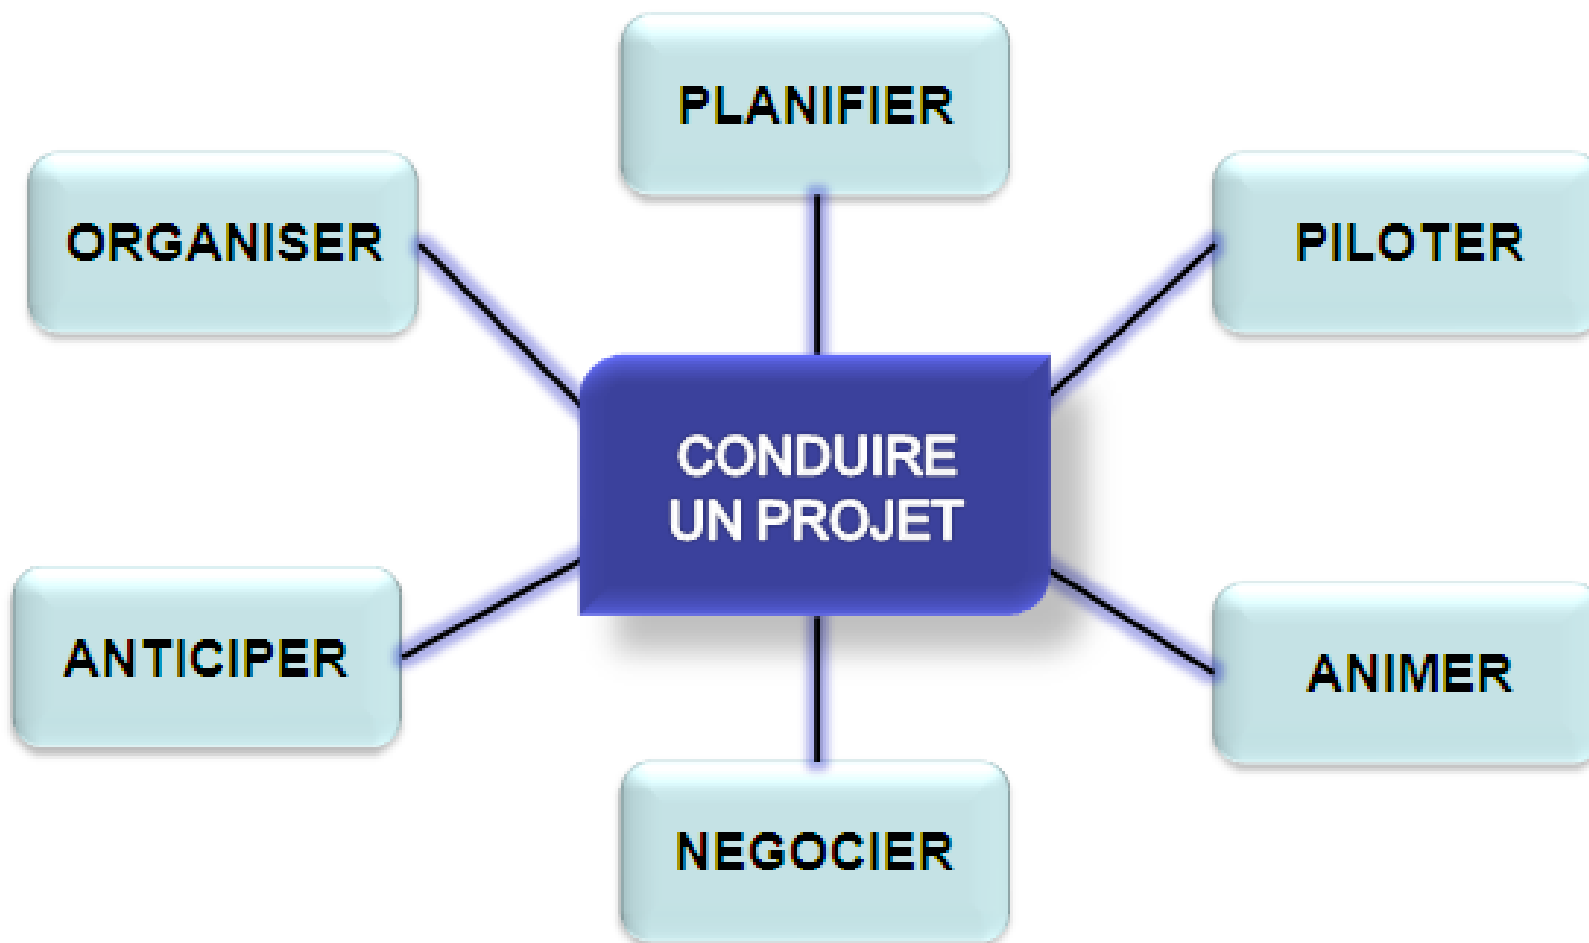 PLANIFIER
ORGANISER
PILOTER
CONDUIRE
UN PROJET
ANTICIPER
ANIMER
NEGOCIER